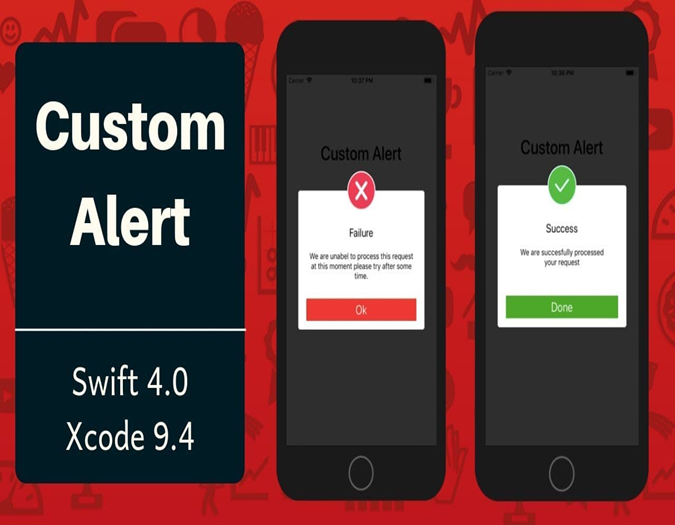 Custom
Alert
Swift 4.0
Xcode 9.4
Carrier
10:37 PM
Custom Alert
Failure
We are unabel to process this request
at this moment please try after some
time.
Ok
Carrier
10:36 PM
Custom Alert
Success
We are succesfully processed
your request
Done